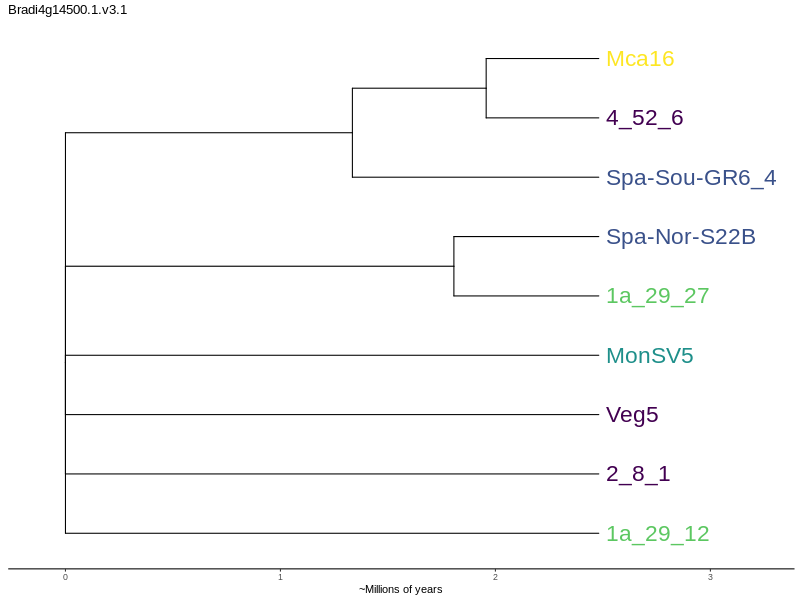 Bradi4g14500.1.v3.1
Mca16
4_52_6
Spa-Sou-GR6_4
Spa-Nor-S22B
1a_29_27
MonSV5
Veg5
2_8_1
1a_29_12
0 1 2 3
~Millions of years